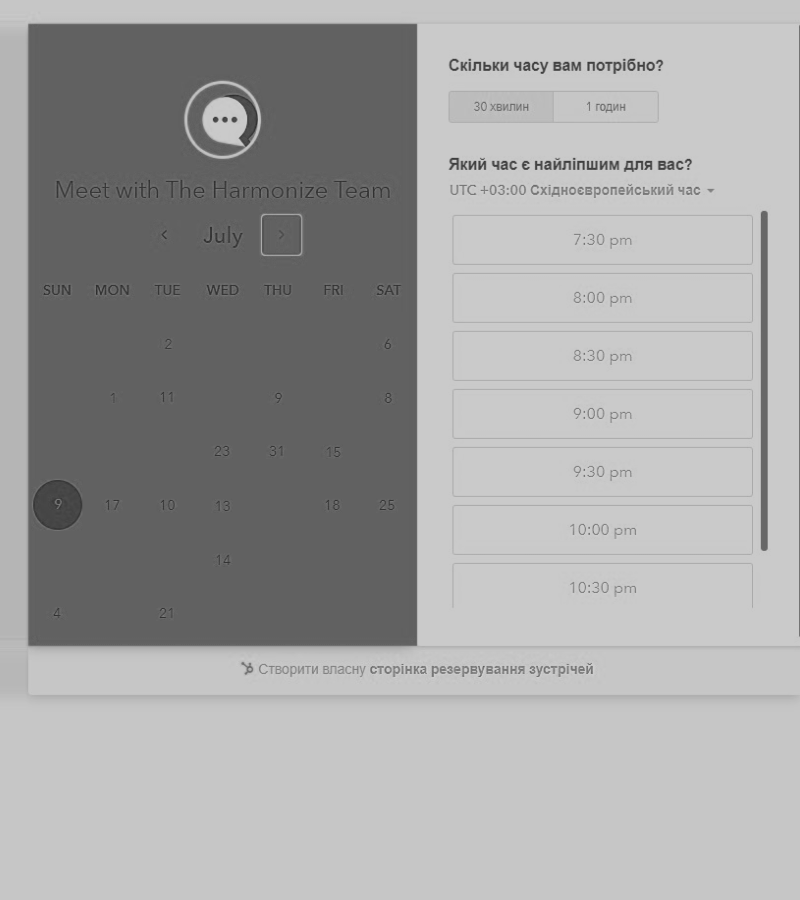 Meet with The Harmonize Team
July
SUN MON TUE WED THU FRI SAT
2 6
1 11 9 8
23 31 15
9 17 10 13 18 25
14
4 21
Скільки часу вам потрібно?
30 хвилин 1 годин
Який час є найліпшим для вас?
UTC +03:00 Східноєвропейський час
7:30 pm
8:00 pm
8:30 pm
9:00 pm
9:30 pm
10:00 pm
10:30 pm
Створити власну сторінка резервування зустрічей